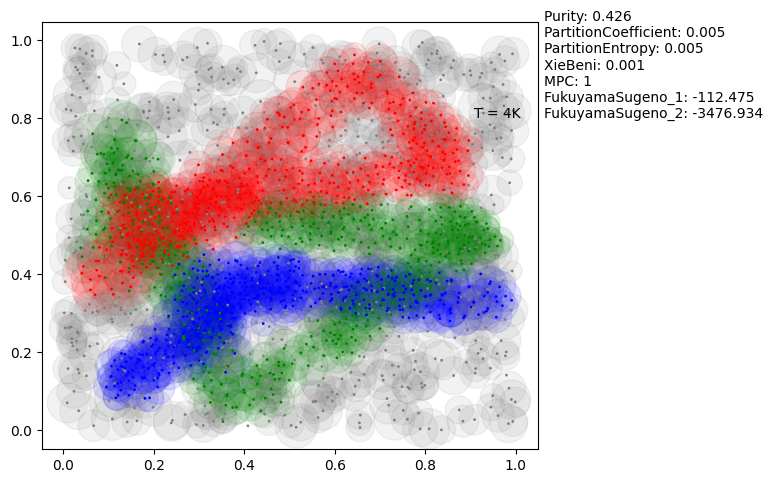 Purity: 0.426
PartitionCoefficient: 0.005
PartitionEntropy: 0.005
XieBeni: 0.001
MPC: 1
FukuyamaSugeno_1: -112.475
FukuyamaSugeno_2: -3476.934
T = 4K
1.0
0.8
0.6
0.4
0.2
0.0
0.0 0.2 0.4 0.6 0.8 1.0